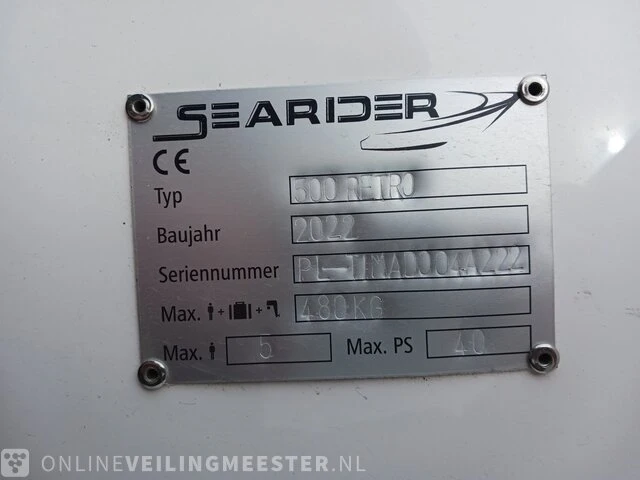 SEARIDER
CE
Typ 500 RETRO
Baujahr 2022
Seriennummer
Max. + + 480KG
Max. 5 Max. PS 40
ONLINEVEILINGMEESTER.NL